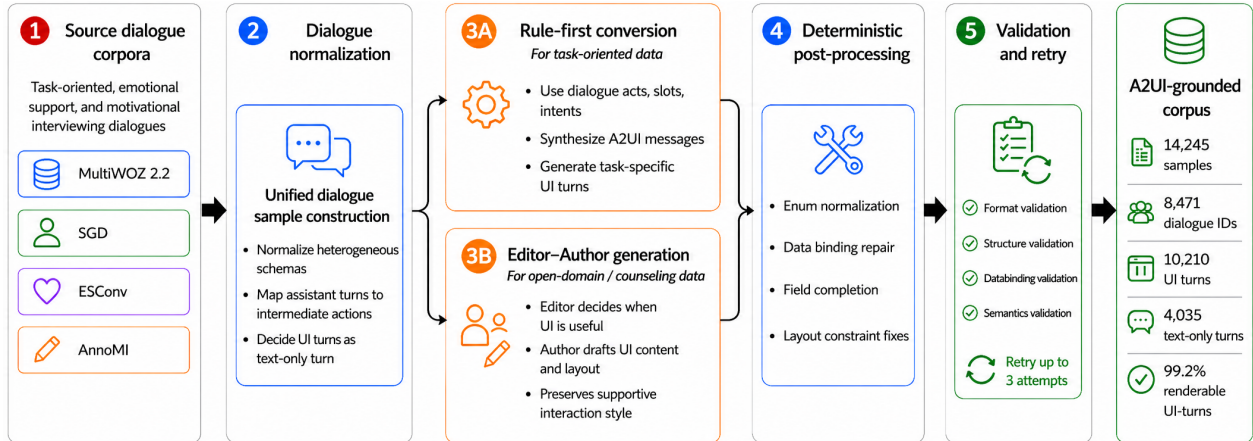 1
Source dialogue
corpora
Task-oriented, emotional
support, and motivational
interviewing dialogues
MultiWOZ 2.2
SGD
ESConv
AnnoMI
2
Dialogue
normalization
Unified dialogue
sample construction
• Normalize heterogeneous
schemas
• Map assistant turns to
intermediate actions
• Decide UI turns as
text-only turn
3A
Rule-first conversion
For task-oriented data
• Use dialogue acts, slots,
intents
• Synthesize A2UI messages
• Generate task-specific
UI turns
3B
Editor–Author generation
For open-domain / counseling data
• Editor decides when
UI is useful
• Author drafts UI content
and layout
• Preserves supportive
interaction style
4
Deterministic
post-processing
• Enum normalization
• Data binding repair
• Field completion
• Layout constraint fixes
5
Validation
and retry
Format validation
Structure validation
Databinding validation
Semantics validation
Retry up to
3 attempts
A2UI-grounded
corpus
14,245
samples
8,471
dialogue IDs
10,210
UI turns
4,035
text-only turns
99.2%
renderable
UI-turns